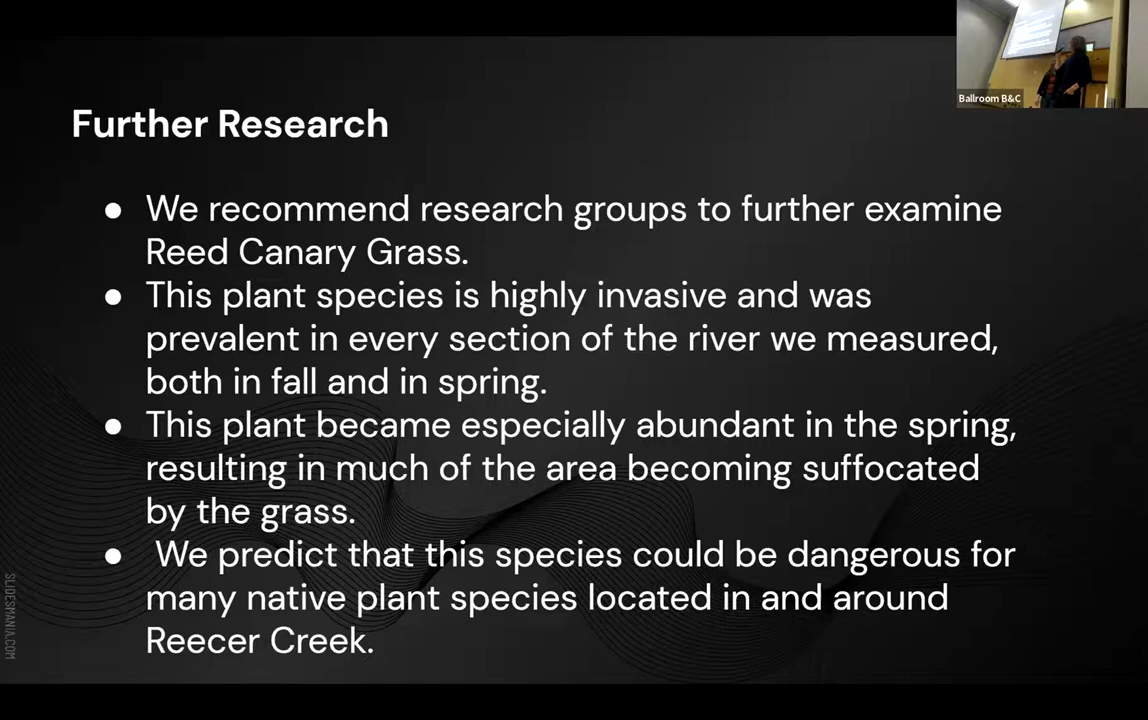 Ballroom B&C
Further Research
● We recommend research groups to further examine
Reed Canary Grass.
● This plant species is highly invasive and was
prevalent in every section of the river we measured,
both in fall and in spring.
● This plant became especially abundant in the spring,
resulting in much of the area becoming suffocated
by the grass.
● We predict that this species could be dangerous for
many native plant species located in and around
Reecer Creek.
SLIDESMANIA.COM